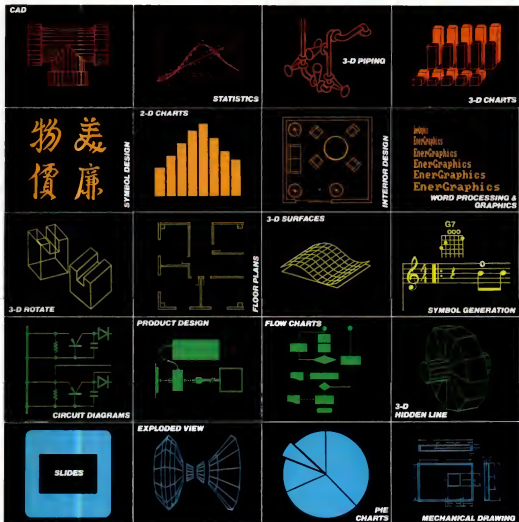 CAD
STATISTICS
3-D PIPING
3-D CHARTS
物美
價廉
SYMBOL DESIGN
2-D CHARTS
INTERIOR DESIGN
EnerGraphics
EnerGraphics
EnerGraphics
EnerGraphics
EnerGraphics
WORD PROCESSING &
GRAPHICS
3-D ROTATE
FLOOR PLANS
3-D SURFACES
G7
OOO
SYMBOL GENERATION
CIRCUIT DIAGRAMS
PRODUCT DESIGN
FLOW CHARTS
3-D
HIDDEN LINE
SLIDES
EXPLODED VIEW
PIE
CHARTS
MECHANICAL DRAWING